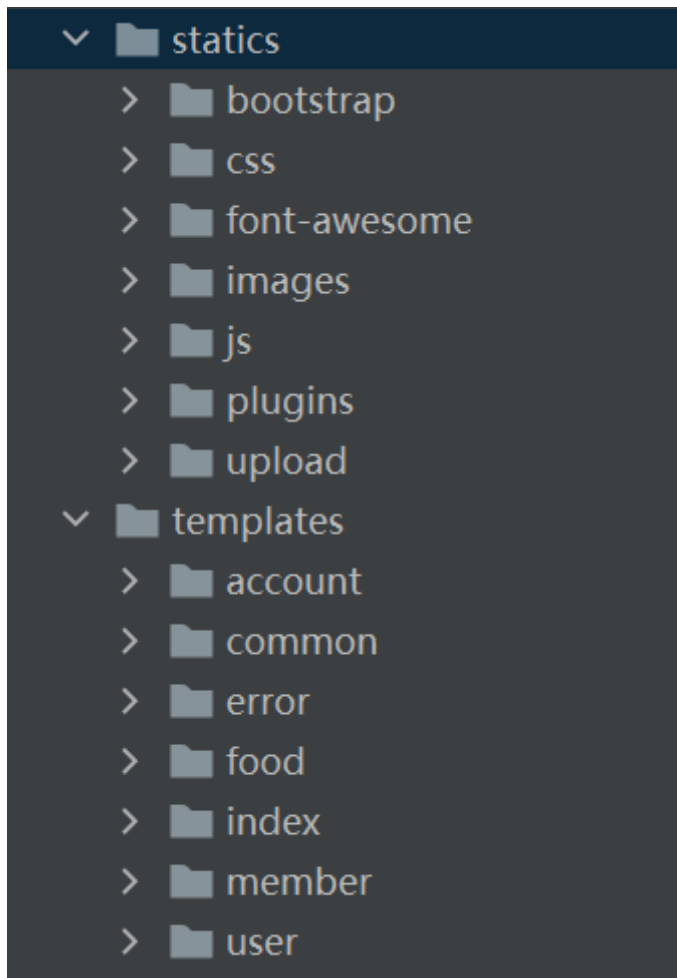 statics
bootstrap
css
font-awesome
images
js
plugins
upload
templates
account
common
error
food
index
member
user